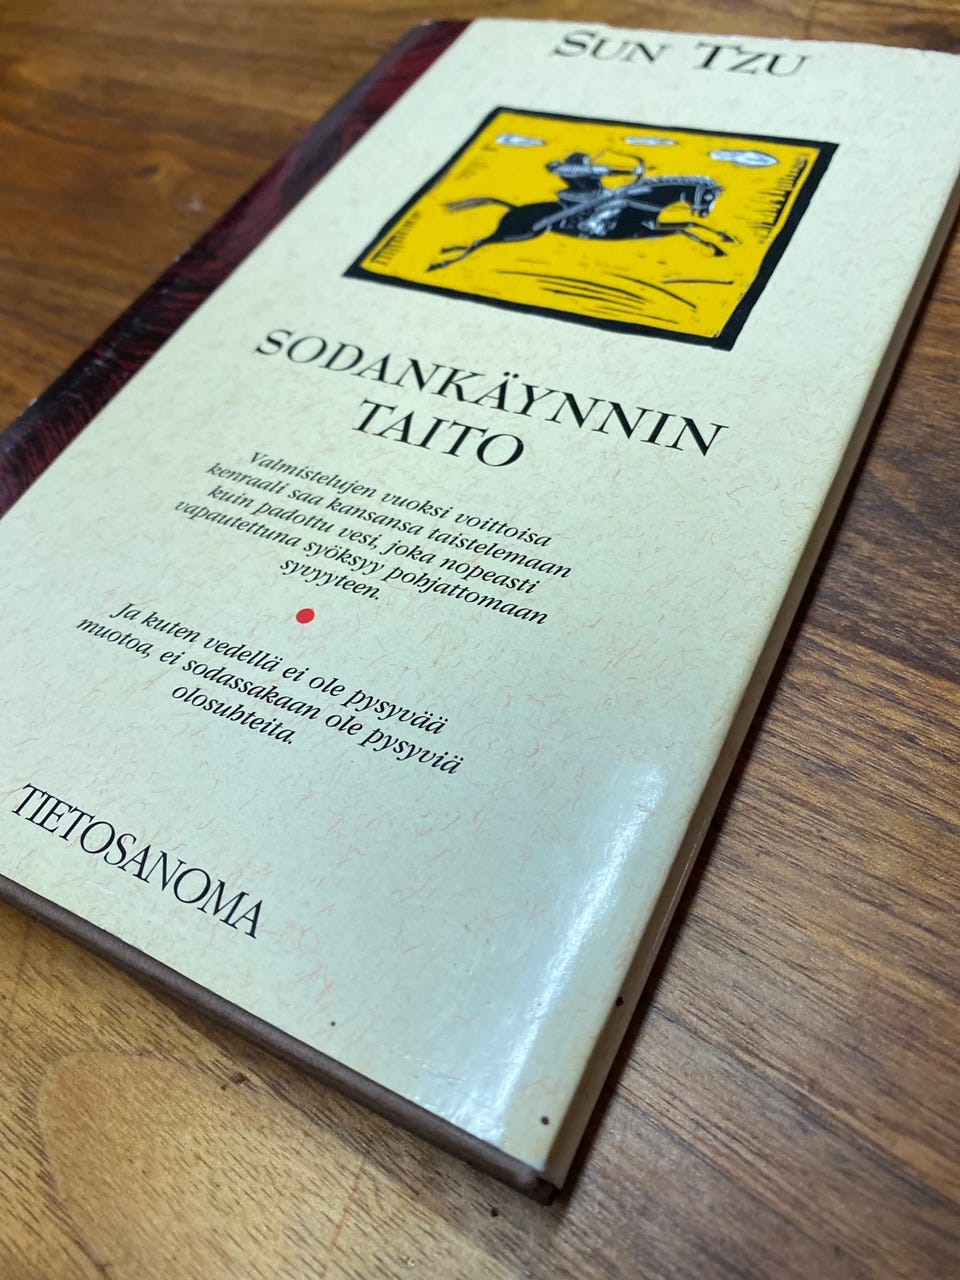 SUN TZU
SODANKÄYNNIN
TAITO
Valmistelujen vuoksi voittoisa
kenraali saa kansansa taistelemaan
kuin padottu vesi, joka nopeasti
vapautettuna syöksyy pohjattomaan
syvyyteen.
Ja kuten vedellä ei ole pysyvää
muotoa, ei sodassakaan ole pysyviä
olosuhteita.
TIETOSANOMA